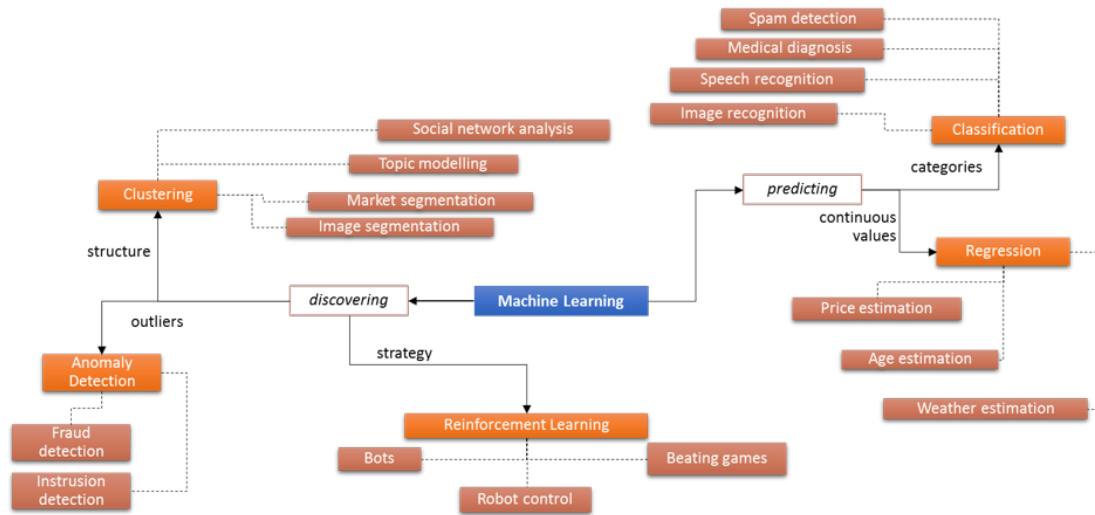 Spam detection
Medical diagnosis
Speech recognition
Image recognition
Classification
categories
Social network analysis
Topic modelling
Clustering
Market segmentation
Image segmentation
structure
predicting
continuous
values
Regression
discovering
Machine Learning
Price estimation
outliers
strategy
Age estimation
Anomaly
Detection
Weather estimation
Reinforcement Learning
Fraud
detection
Bots
Beating games
Instrusion
detection
Robot control